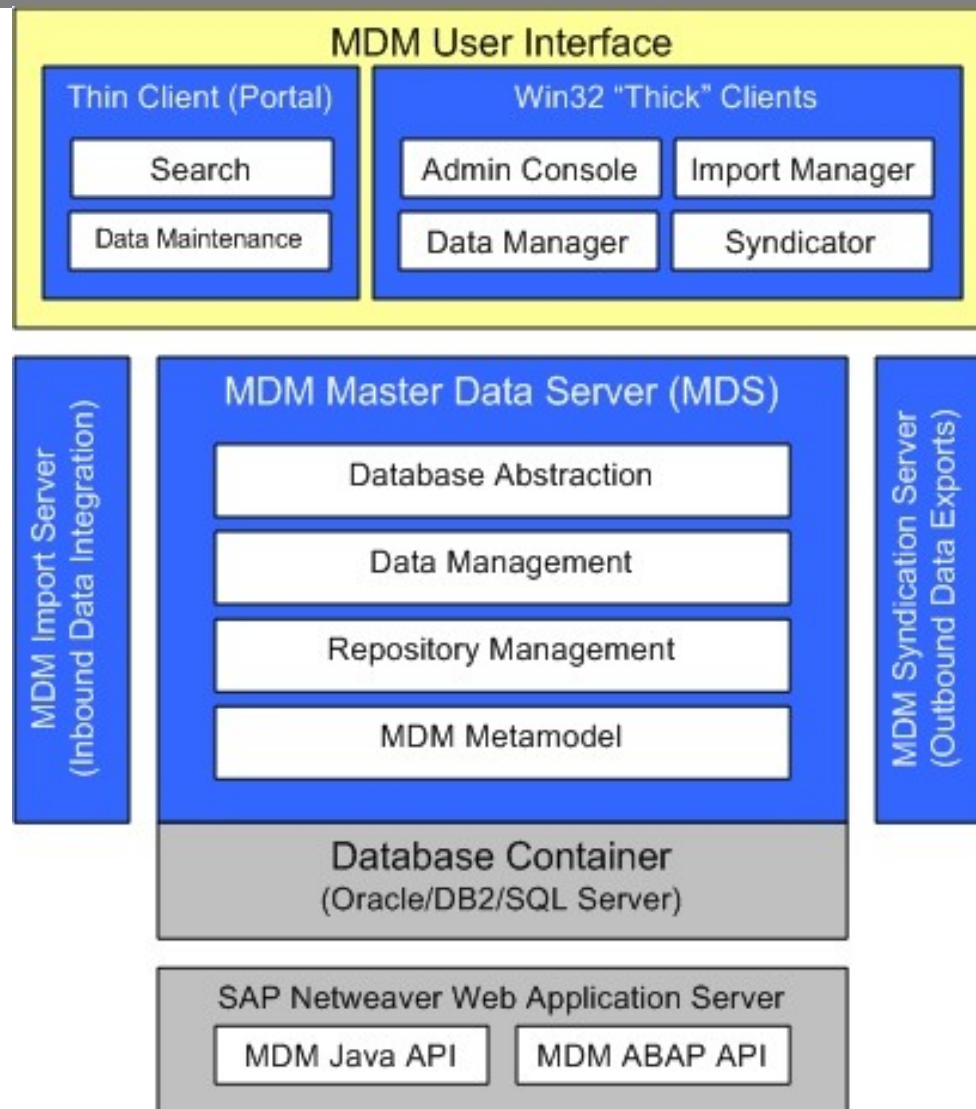 MDM User Interface
Thin Client (Portal)
Search
Data Maintenance
Win32 “Thick” Clients
Admin Console
Import Manager
Data Manager
Syndicator
MDM Import Server
(Inbound Data Integration)
MDM Master Data Server (MDS)
Database Abstraction
Data Management
Repository Management
MDM Metamodel
MDM Syndication Server
(Outbound Data Exports)
Database Container
(Oracle/DB2/SQL Server)
SAP Netweaver Web Application Server
MDM Java API
MDM ABAP API